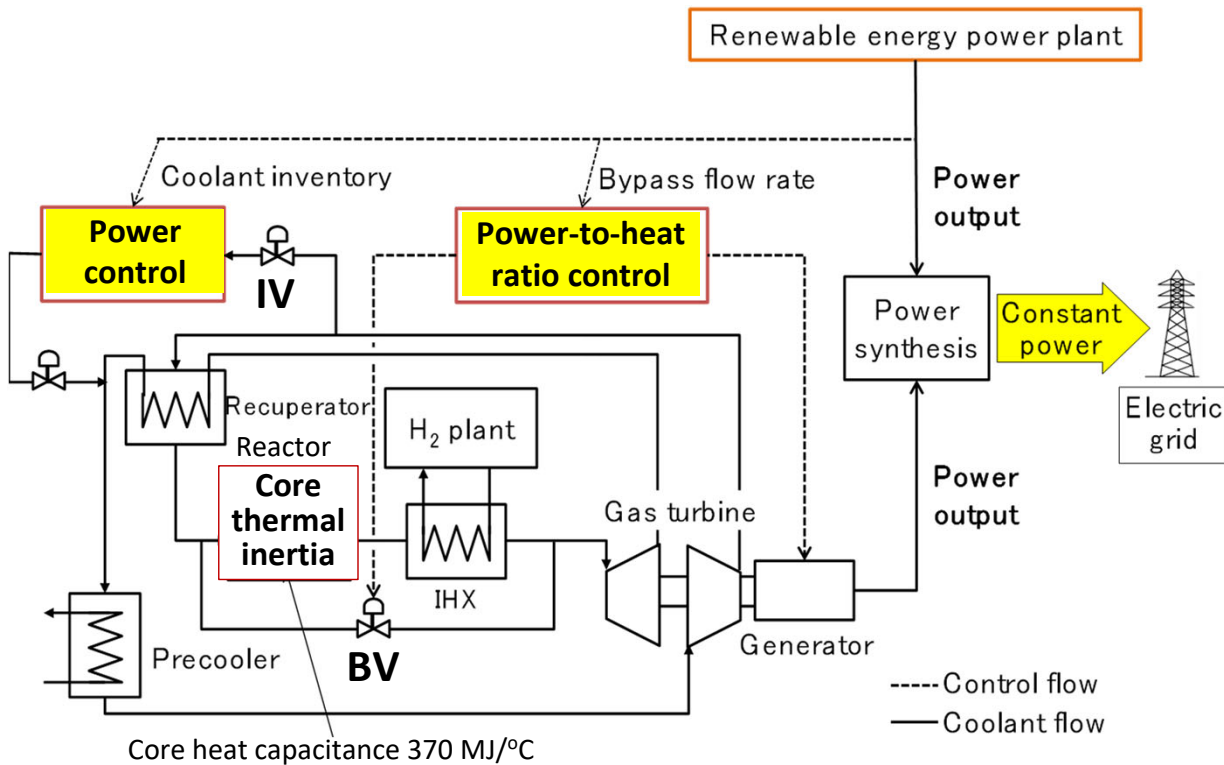 Renewable energy power plant
Coolant inventory
Bypass flow rate
Power
output
Power
control
Power-to-heat
ratio control
IV
Power
synthesis
Constant
power
Recuperator
H₂ plant
Electric
grid
Reactor
Core
thermal
inertia
Gas turbine
Power
output
IHX
Generator
Precooler
BV
Control flow
Coolant flow
Core heat capacitance 370 MJ/°C